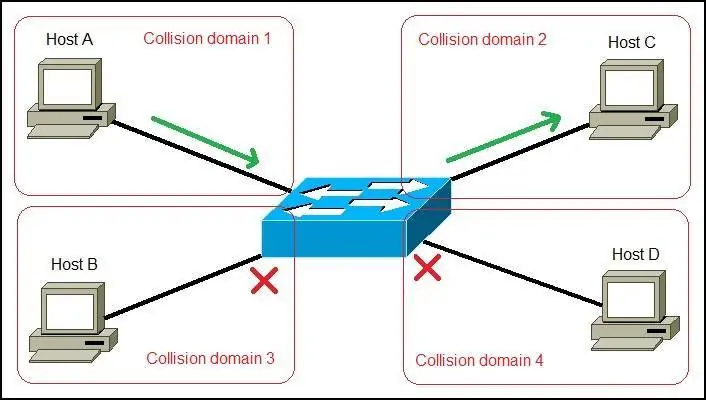 Host A
Collision domain 1
Collision domain 2
Host C
Host B
Collision domain 3
Host D
Collision domain 4